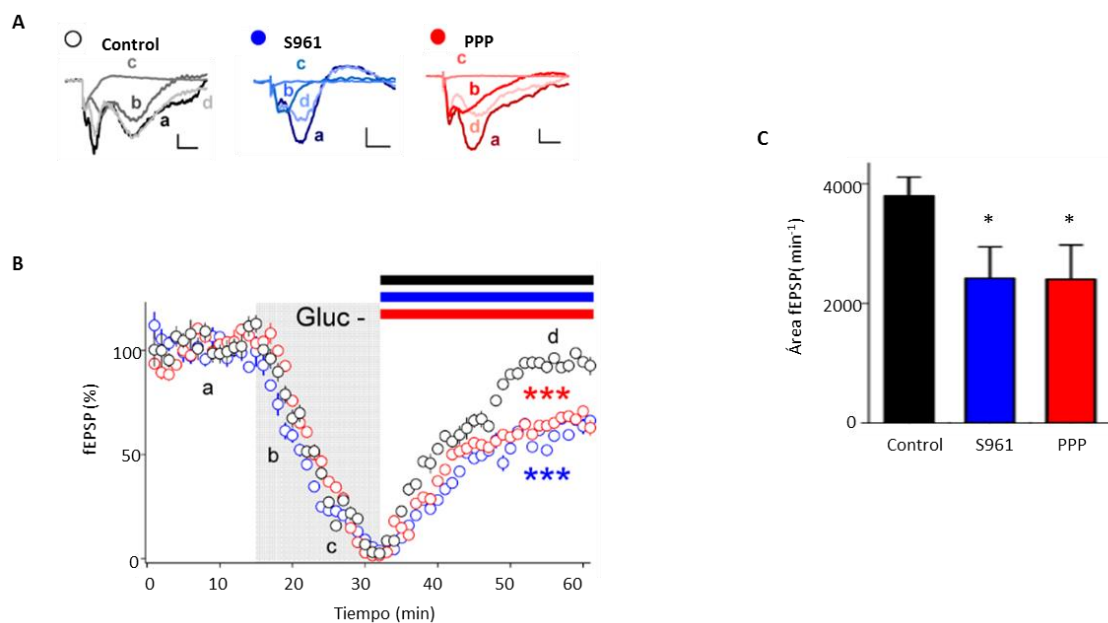 A
Control
S961
PPP
c
b
d
a
c
b
d
a
c
b
d
a
B
Gluc -
fEPSP (%)
100
50
0
a
b
c
d
***
***
0
10
20
30
40
50
60
Tiempo (min)
C
Área fEPSP( min-1)
4000
2000
0
*
*
Control
S961
PPP